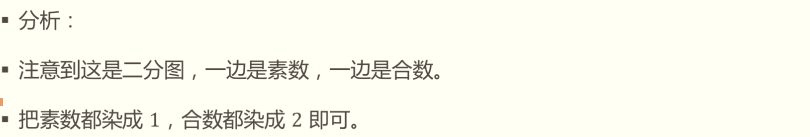 ▪ 分析：
▪ 注意到这是二分图，一边是素数，一边是合数。
▪ 把素数都染成 1，合数都染成 2 即可。